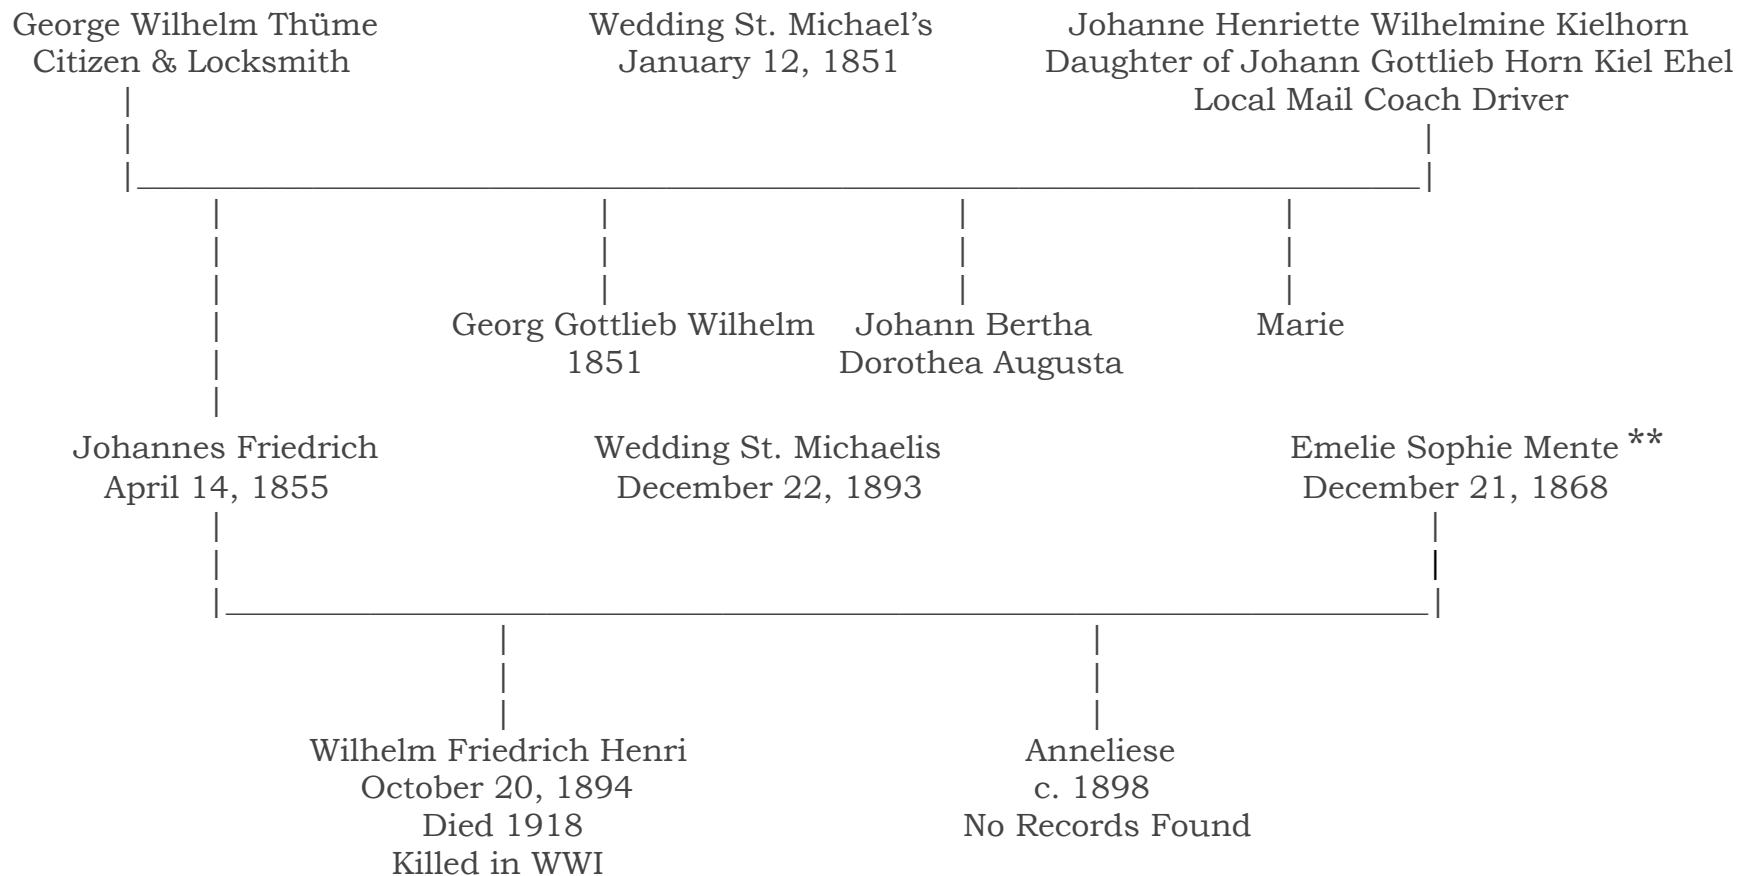 George Wilhelm Thüme
Citizen & Locksmith
Wedding St. Michael’s
January 12, 1851
Johanne Henriette Wilhelmine Kielhorn
Daughter of Johann Gottlieb Horn Kiel Ehel
Local Mail Coach Driver
Georg Gottlieb Wilhelm
1851
Johann Bertha
Dorothea Augusta
Marie
Johannes Friedrich
April 14, 1855
Wedding St. Michaelis
December 22, 1893
Emelie Sophie Mente **
December 21, 1868
Wilhelm Friedrich Henri
October 20, 1894
Died 1918
Killed in WWI
Anneliese
c. 1898
No Records Found